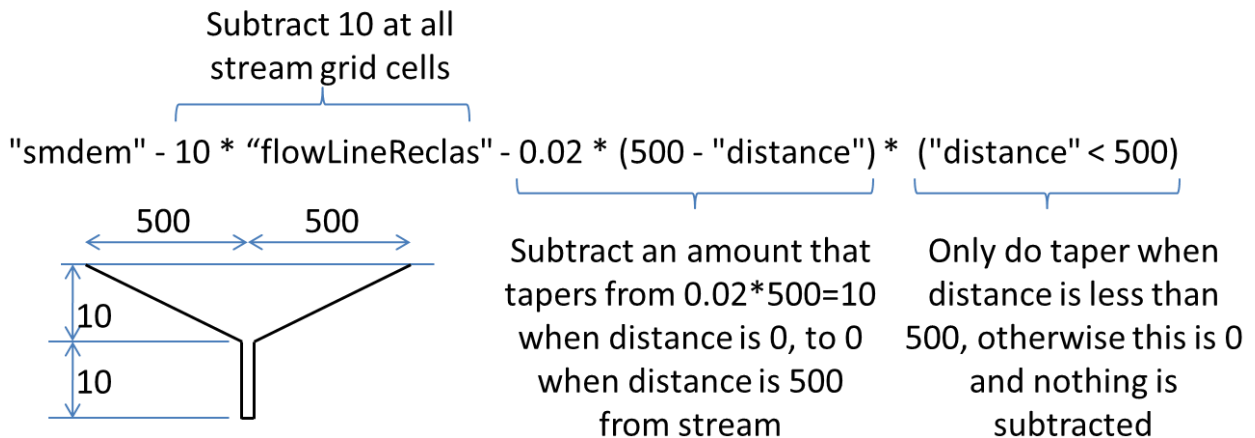 Subtract 10 at all
stream grid cells
"smdem" - 10 * “flowLineReclas" - 0.02 * (500 - "distance") * ("distance" < 500)
500 500
10
10
Subtract an amount that
tapers from 0.02*500=10
when distance is 0, to 0
when distance is 500
from stream
Only do taper when
distance is less than
500, otherwise this is 0
and nothing is
subtracted